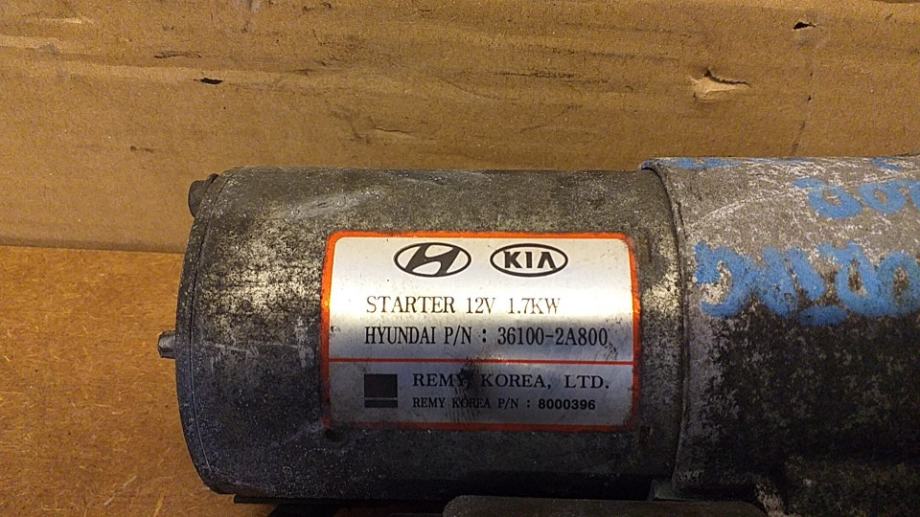 KIA
STARTER 12V 1.7KW
HYUNDAI P/N : 36100-2A800
REMY KOREA, LTD.
REMY KOREA P/N : 8000396